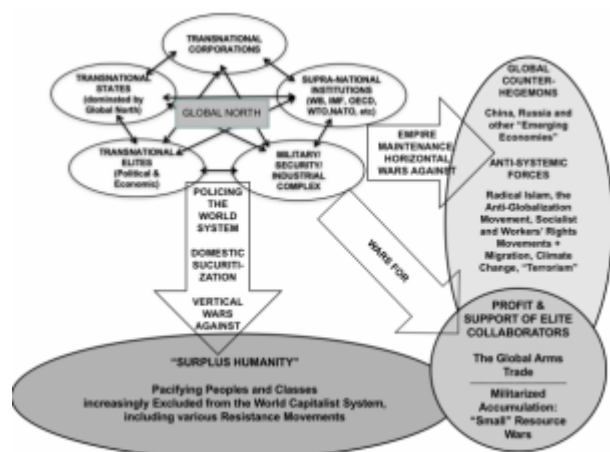 TRANSNATIONAL
CORPORATIONS
TRANSNATIONAL
STATES
(dominated by
Global North)
SUPRA-NATIONAL
INSTITUTIONS
(WB, IMF, OECD,
WTO,NATO, etc)
GLOBAL NORTH
TRANSNATIONAL
ELITES
(Political &
Economic)
MILITARY/
SECURITY/
INDUSTRIAL
COMPLEX
POLICING
THE WORLD
SYSTEM
DOMESTIC
SUCURITI-
ZATION
VERTICAL
WARS
AGAINST
EMPIRE
MAINTENANCE
HORIZONTAL
WARS AGAINST
WARS FOR
GLOBAL
COUNTER-
HEGEMONS
China, Russia and
other "Emerging
Economies"
ANTI-SYSTEMIC
FORCES
Radical Islam, the
Anti-Globalization
Movement, Socialist
and Workers' Rights
Movements +
Migration, Climate
Change, "Terrorism"
PROFIT &
SUPPORT OF ELITE
COLLABORATORS
The Global Arms
Trade
Militarized
Accumulation:
"Small" Resource
Wars
"SURPLUS HUMANITY"
Pacifying Peoples and Classes
increasingly Excluded from the World Capitalist System,
including various Resistance Movements